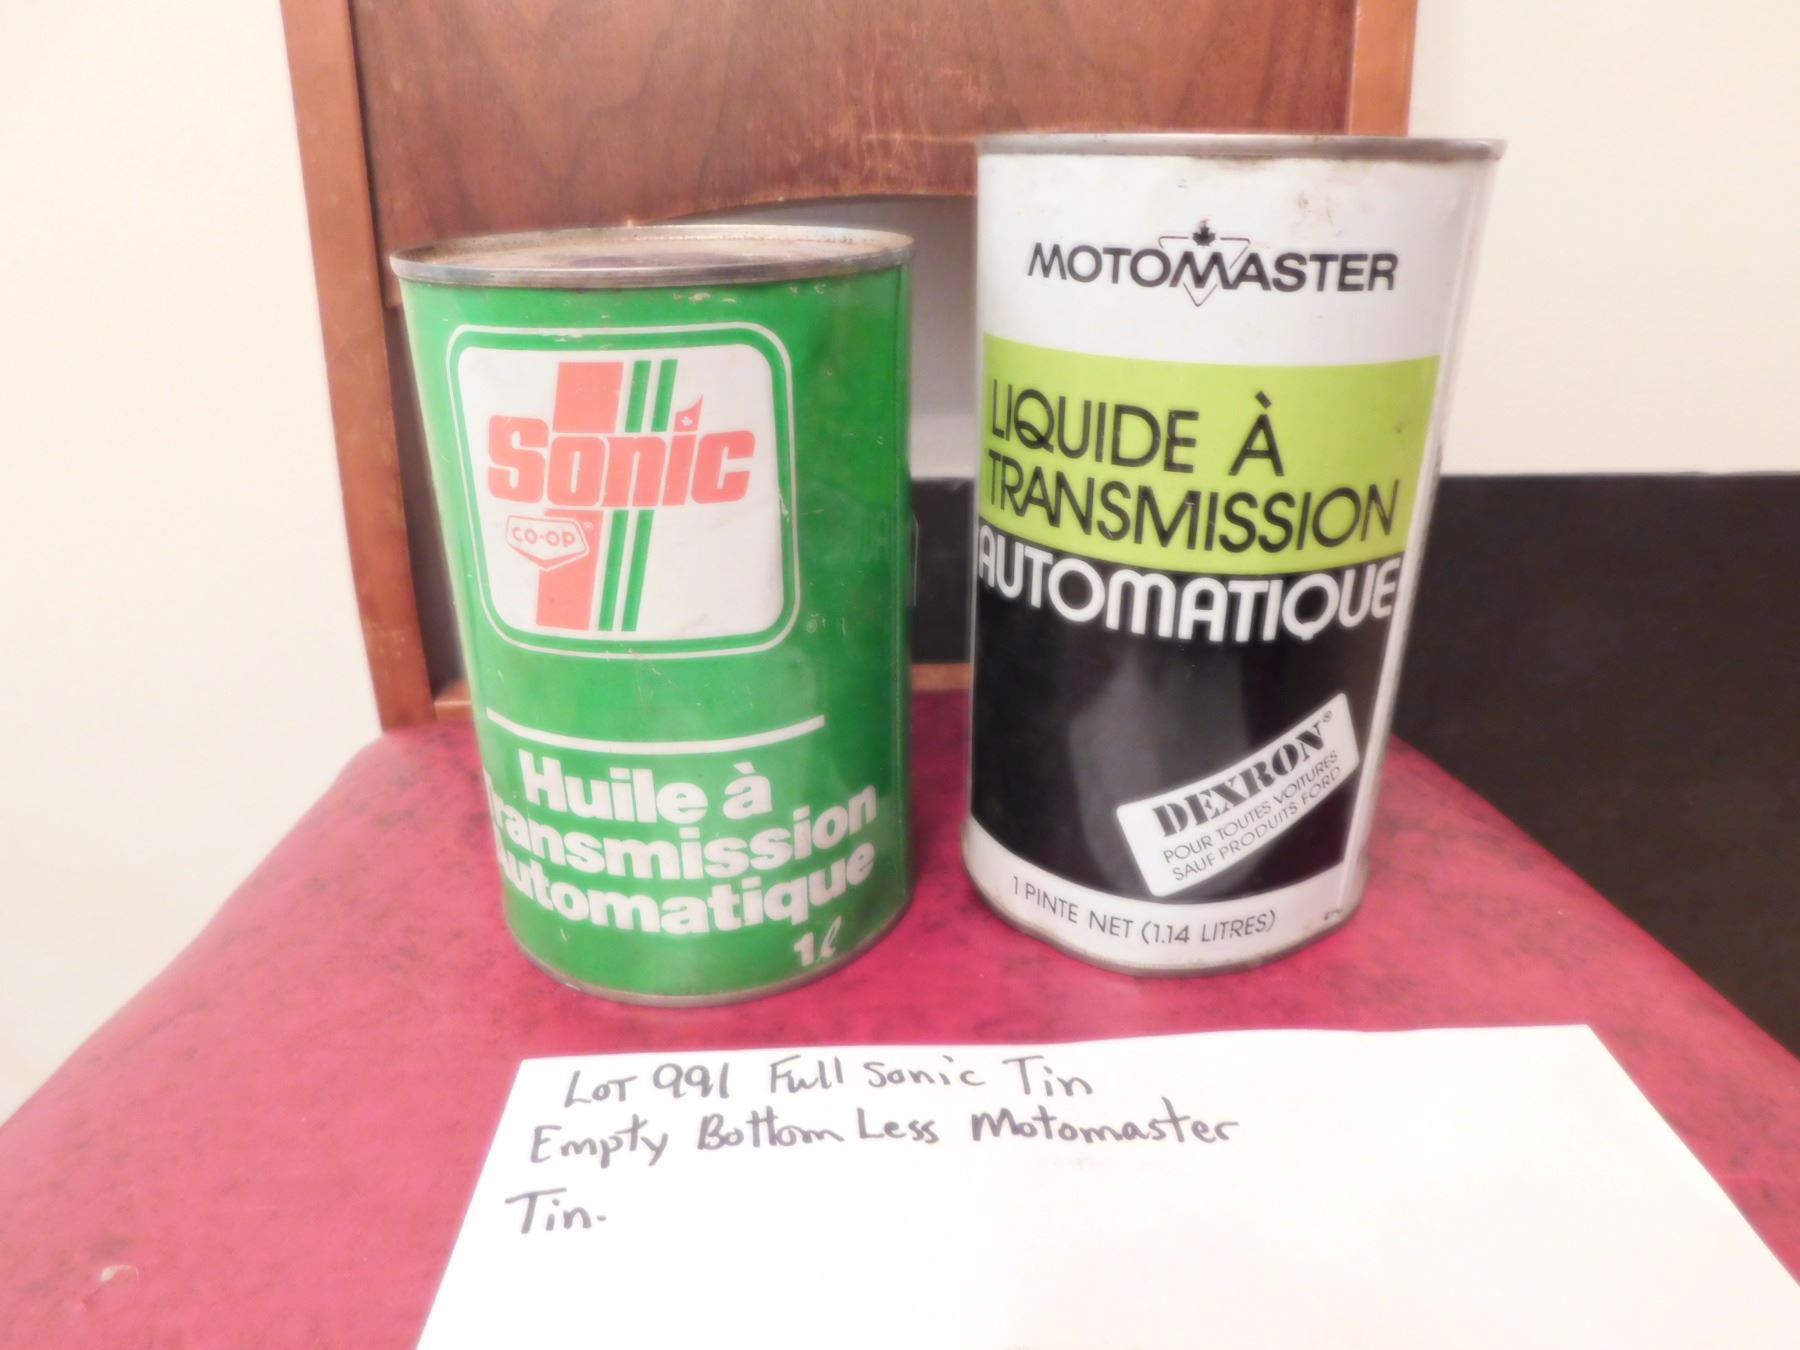 Sonic
CO-OP®
Huile à
Transmission
Automatique
1ℓ
MOTOMASTER
LIQUIDE À
TRANSMISSION
AUTOMATIQUE
DEXRON®
POUR TOUTES VOITURES
SAUF PRODUITS FORD
1 PINTE NET (1.14 LITRES)
LOT 991 Full Sonic Tin
Empty Bottom Less Motomaster
Tin.